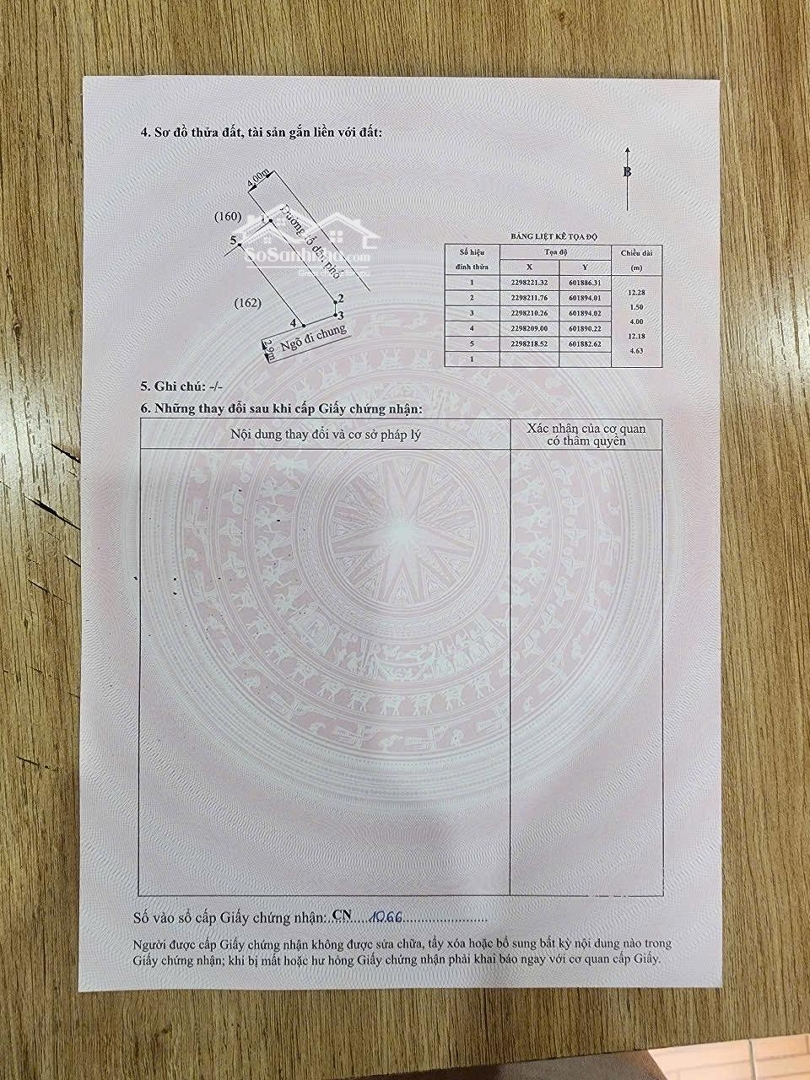 4. Sơ đồ thửa đất, tài sản gắn liền với đất:
B
4.00m
(160)
1
Đường tổ dân phố
5
SoSanhNha.com
(162)
2
3
4
Ngõ đi chung
2.9m
BẢNG LIỆT KÊ TỌA ĐỘ
Số hiệu đỉnh thửa Tọa độ Chiều dài (m)
X Y
1 2298221.32 601886.31
12.28
2 2298211.76 601894.01
1.50
3 2298210.26 601894.02
4.00
4 2298209.00 601890.22
12.18
5 2298218.52 601882.62
4.63
1
5. Ghi chú: -/-
6. Những thay đổi sau khi cấp Giấy chứng nhận:
Nội dung thay đổi và cơ sở pháp lý
Xác nhận của cơ quan
có thẩm quyền
Số vào sổ cấp Giấy chứng nhận: CN 1066
Người được cấp Giấy chứng nhận không được sửa chữa, tẩy xóa hoặc bổ sung bất kỳ nội dung nào trong
Giấy chứng nhận; khi bị mất hoặc hư hỏng Giấy chứng nhận phải khai báo ngay với cơ quan cấp Giấy.